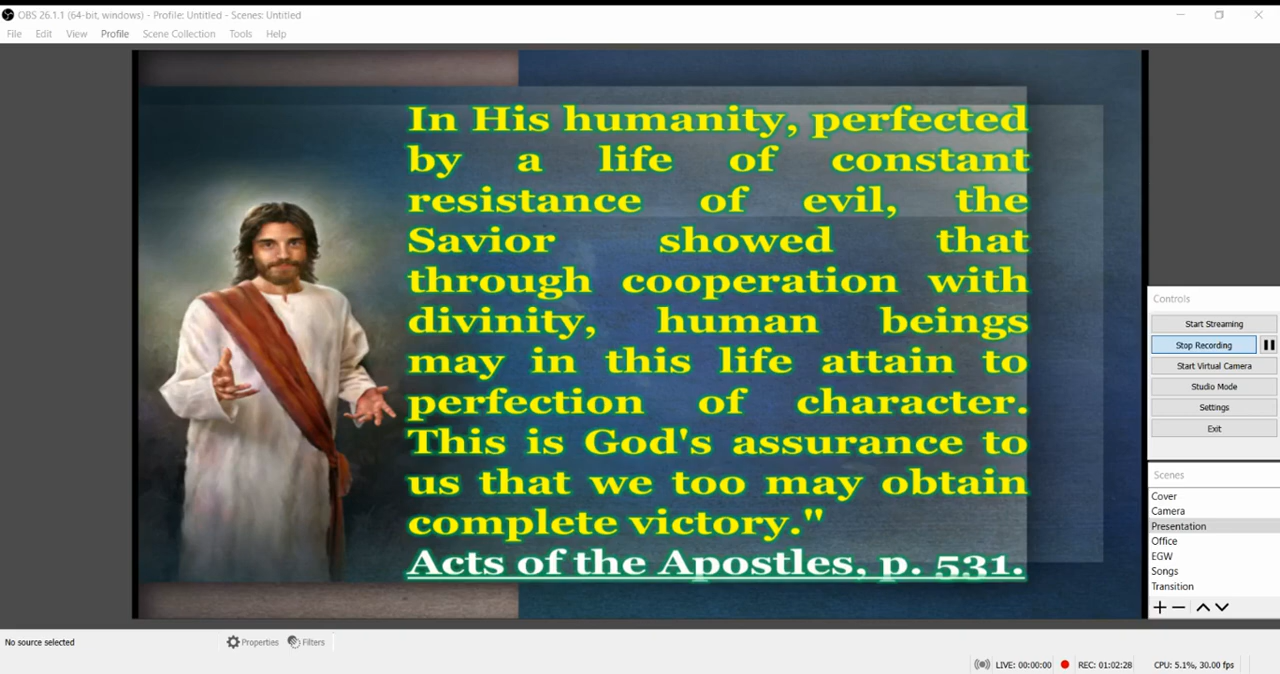 OBS 26.1.1 (64-bit, windows) - Profile: Untitled - Scenes: Untitled
File Edit View Profile Scene Collection Tools Help
In His humanity, perfected
by a life of constant
resistance of evil, the
Savior showed that
through cooperation with
divinity, human beings
may in this life attain to
perfection of character.
This is God's assurance to
us that we too may obtain
complete victory."
Acts of the Apostles, p. 531.
Controls
Start Streaming
Stop Recording
Start Virtual Camera
Studio Mode
Settings
Exit
Scenes
Cover
Camera
Presentation
Office
EGW
Songs
Transition
No source selected Properties Filters
LIVE: 00:00:00 REC: 01:02:28 CPU: 5.1%, 30.00 fps